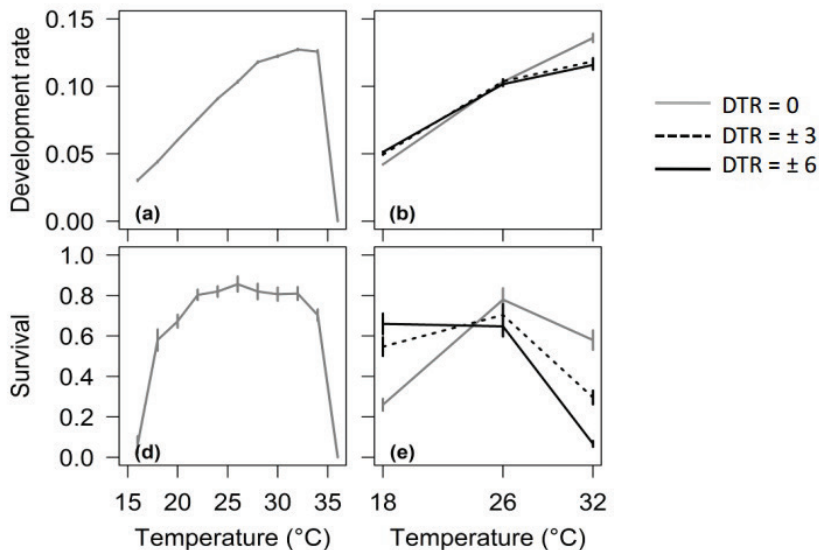 Development rate
0.15
0.10
0.05
0.00
(a)
(b)
DTR = 0
DTR = ± 3
DTR = ± 6
Survival
1.0
0.8
0.6
0.4
0.2
0.0
(d)
(e)
15 20 25 30 35
18 26 32
Temperature (°C)
Temperature (°C)